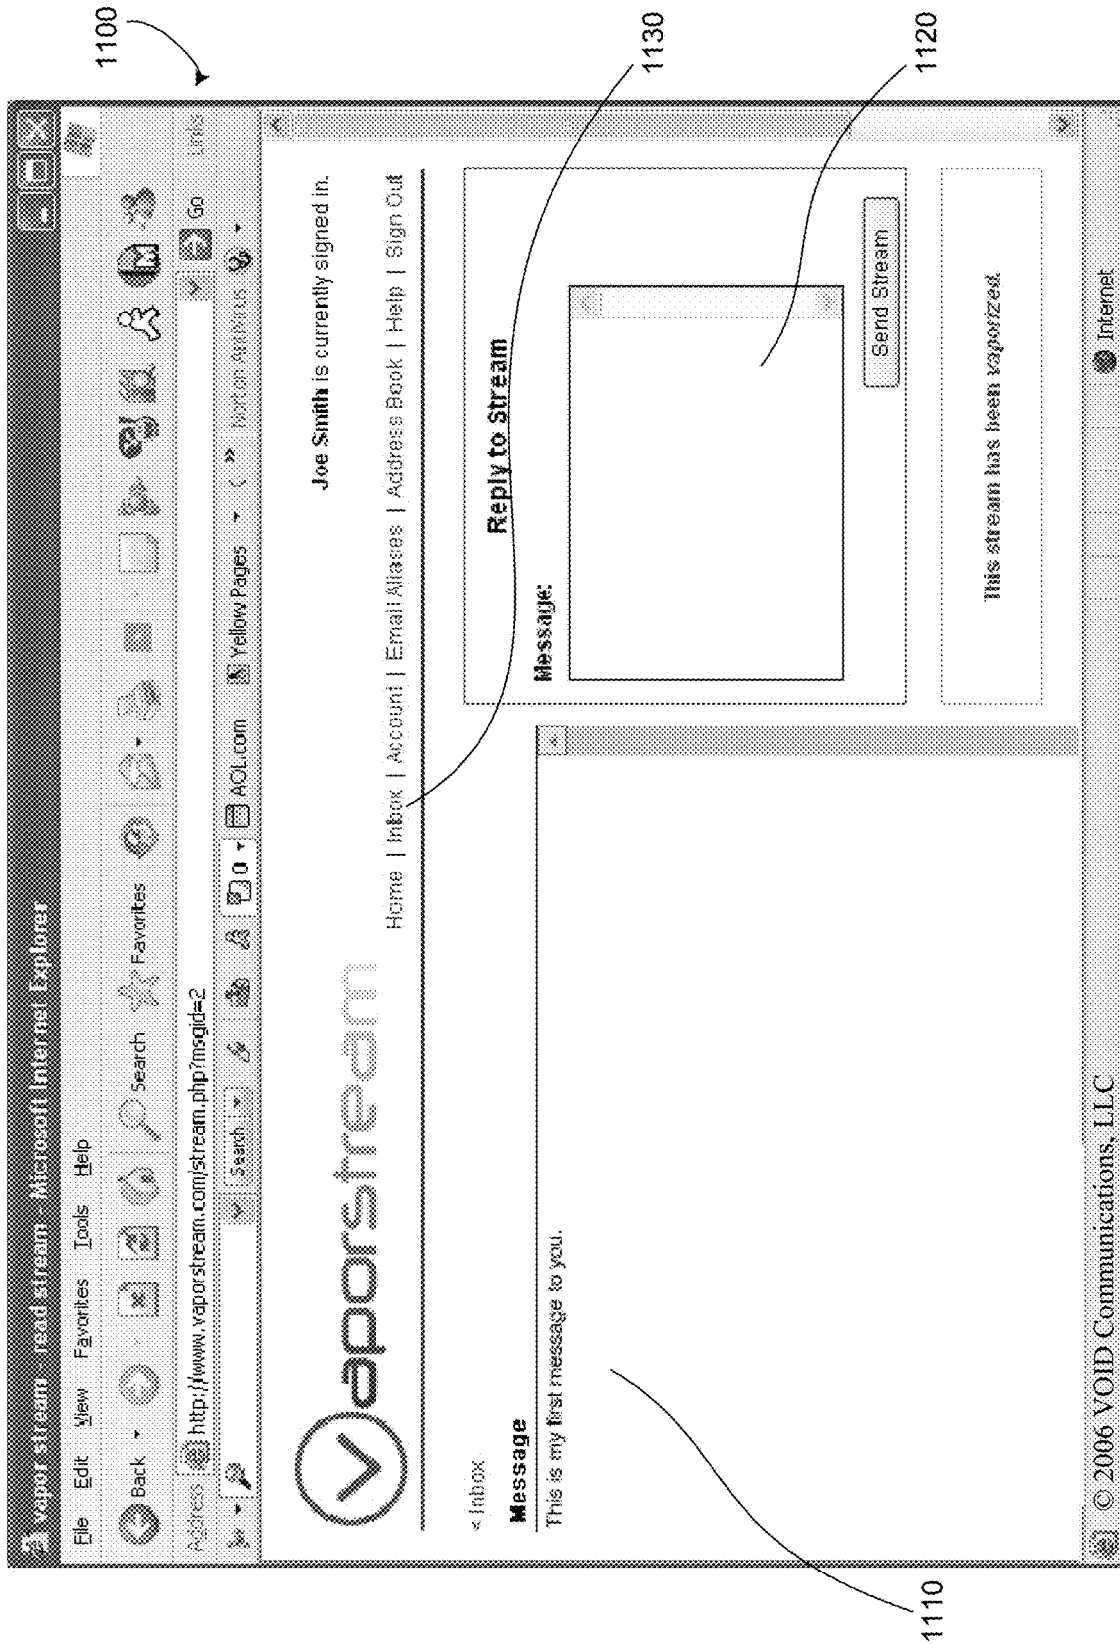 1100
vapor stream - read stream - Microsoft Internet Explorer
File Edit View Favorites Tools Help
Back Search Favorites
Address http://www.vaporstream.com/stream.php?msgid=2 Go Links
Search 0 AOL.com Yellow Pages »
vaporstream
Joe Smith is currently signed in.
Home | Inbox | Account | Email Aliases | Address Book | Help | Sign Out
1130
< Inbox
Message
This is my first message to you.
Reply to Stream
Message:
Send Stream
1120
This stream has been vaporized.
1110
© 2006 VOID Communications, LLC
Internet